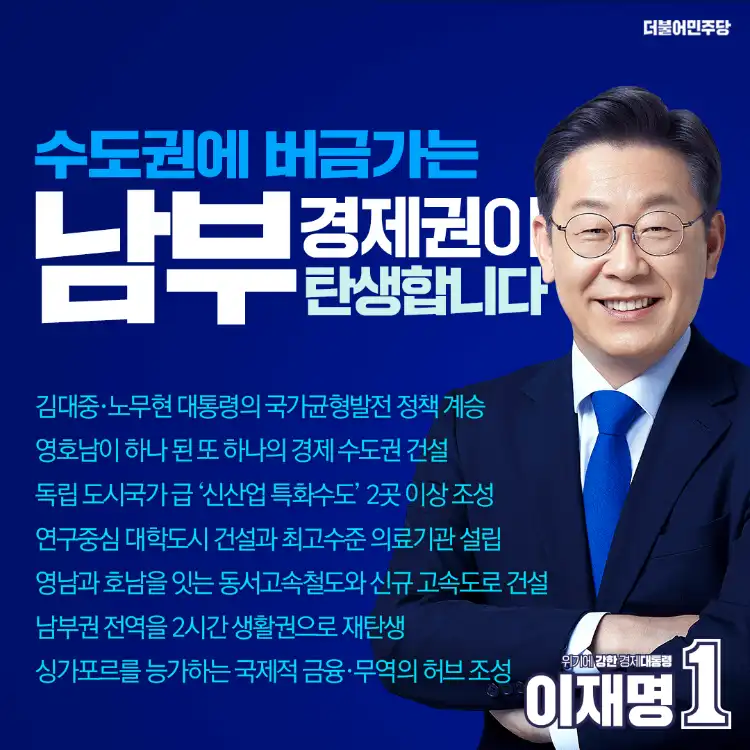 더불어민주당
수도권에 버금가는
남부 경제권이
탄생합니다
김대중·노무현 대통령의 국가균형발전 정책 계승
영호남이 하나 된 또 하나의 경제 수도권 건설
독립 도시국가 급 ‘신산업 특화수도’ 2곳 이상 조성
연구중심 대학도시 건설과 최고수준 의료기관 설립
영남과 호남을 잇는 동서고속철도와 신규 고속도로 건설
남부권 전역을 2시간 생활권으로 재탄생
싱가포르를 능가하는 국제적 금융·무역의 허브 조성
위기에 강한 경제대통령
이재명 1